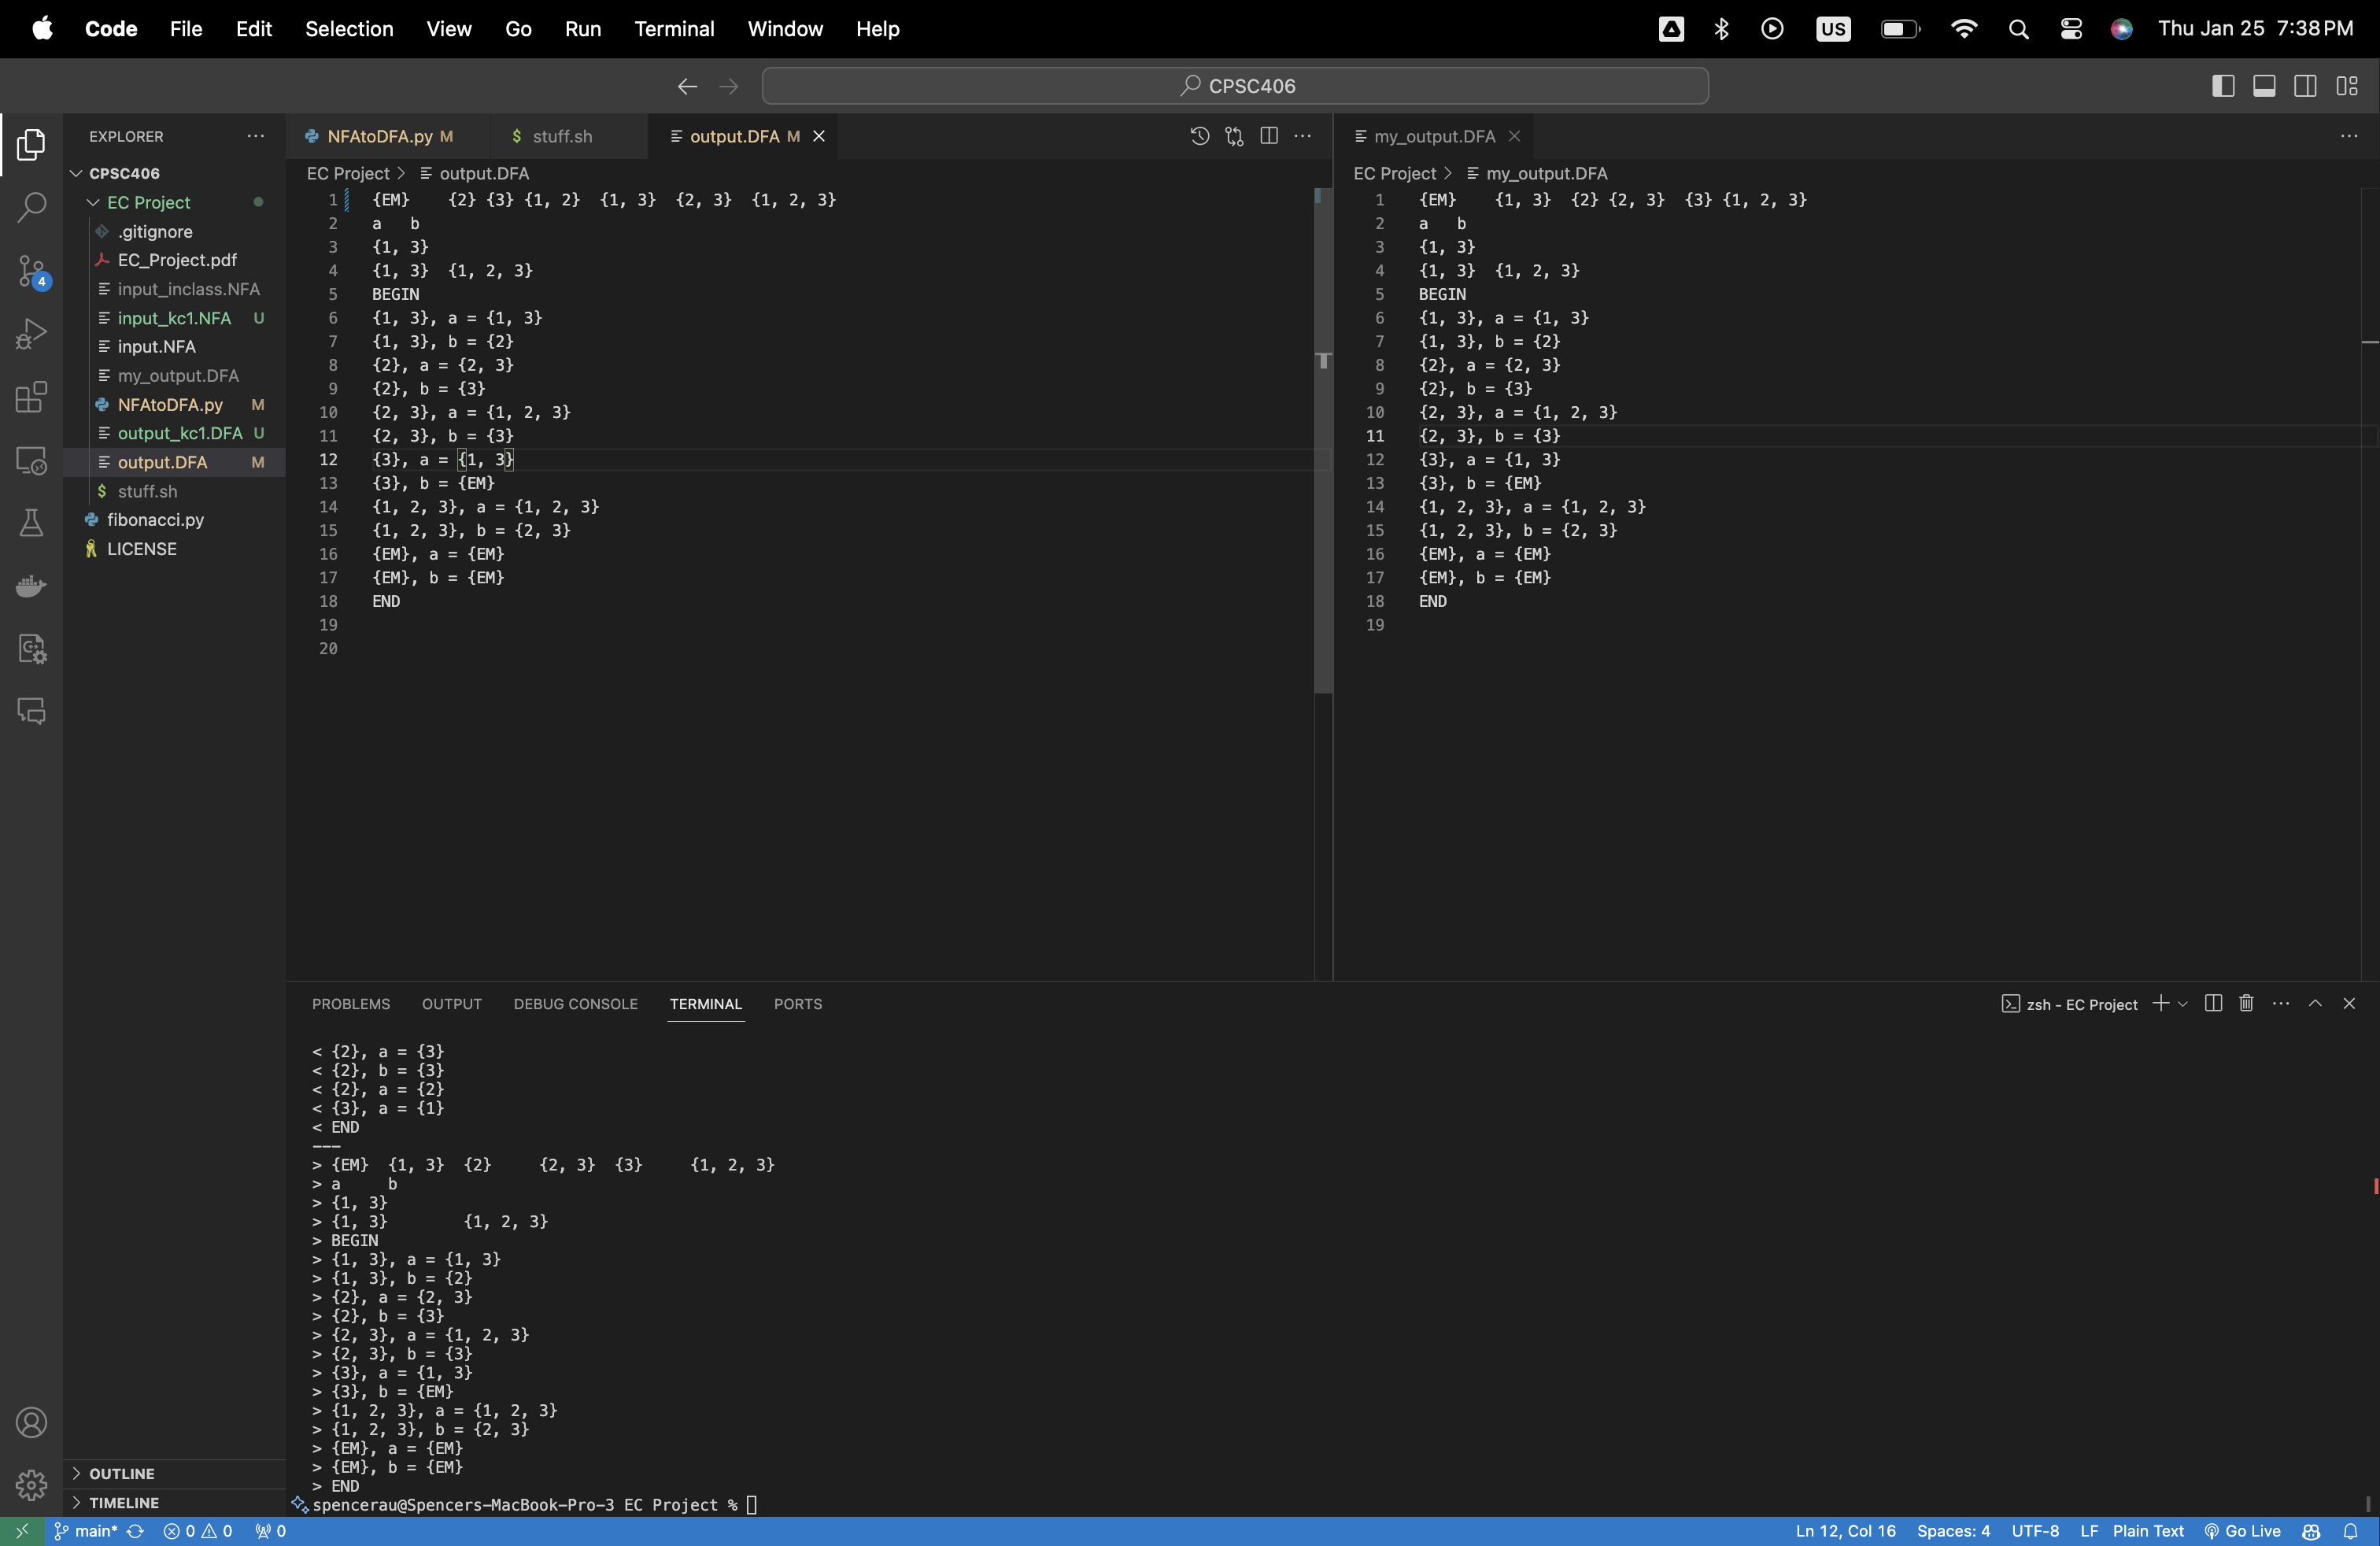 Code File Edit Selection View Go Run Terminal Window Help US Thu Jan 25 7:38 PM
CPSC406
EXPLORER
CPSC406
EC Project
.gitignore
EC_Project.pdf
input_inclass.NFA
input_kc1.NFA U
input.NFA
my_output.DFA
NFAtoDFA.py M
output_kc1.DFA U
output.DFA M
stuff.sh
fibonacci.py
LICENSE
OUTLINE
TIMELINE
4
NFAtoDFA.py M stuff.sh output.DFA M
EC Project > output.DFA
1 {EM} {2} {3} {1, 2} {1, 3} {2, 3} {1, 2, 3}
2 a b
3 {1, 3}
4 {1, 3} {1, 2, 3}
5 BEGIN
6 {1, 3}, a = {1, 3}
7 {1, 3}, b = {2}
8 {2}, a = {2, 3}
9 {2}, b = {3}
10 {2, 3}, a = {1, 2, 3}
11 {2, 3}, b = {3}
12 {3}, a = {1, 3}
13 {3}, b = {EM}
14 {1, 2, 3}, a = {1, 2, 3}
15 {1, 2, 3}, b = {2, 3}
16 {EM}, a = {EM}
17 {EM}, b = {EM}
18 END
19
20
my_output.DFA
EC Project > my_output.DFA
1 {EM} {1, 3} {2} {2, 3} {3} {1, 2, 3}
2 a b
3 {1, 3}
4 {1, 3} {1, 2, 3}
5 BEGIN
6 {1, 3}, a = {1, 3}
7 {1, 3}, b = {2}
8 {2}, a = {2, 3}
9 {2}, b = {3}
10 {2, 3}, a = {1, 2, 3}
11 {2, 3}, b = {3}
12 {3}, a = {1, 3}
13 {3}, b = {EM}
14 {1, 2, 3}, a = {1, 2, 3}
15 {1, 2, 3}, b = {2, 3}
16 {EM}, a = {EM}
17 {EM}, b = {EM}
18 END
19
PROBLEMS OUTPUT DEBUG CONSOLE TERMINAL PORTS zsh - EC Project
< {2}, a = {3}
< {2}, b = {3}
< {2}, a = {2}
< {3}, a = {1}
< END
---
> {EM} {1, 3} {2} {2, 3} {3} {1, 2, 3}
> a b
> {1, 3}
> {1, 3} {1, 2, 3}
> BEGIN
> {1, 3}, a = {1, 3}
> {1, 3}, b = {2}
> {2}, a = {2, 3}
> {2}, b = {3}
> {2, 3}, a = {1, 2, 3}
> {2, 3}, b = {3}
> {3}, a = {1, 3}
> {3}, b = {EM}
> {1, 2, 3}, a = {1, 2, 3}
> {1, 2, 3}, b = {2, 3}
> {EM}, a = {EM}
> {EM}, b = {EM}
> END
spencerau@Spencers-MacBook-Pro-3 EC Project %
main* 0 0 0 Ln 12, Col 16 Spaces: 4 UTF-8 LF Plain Text Go Live